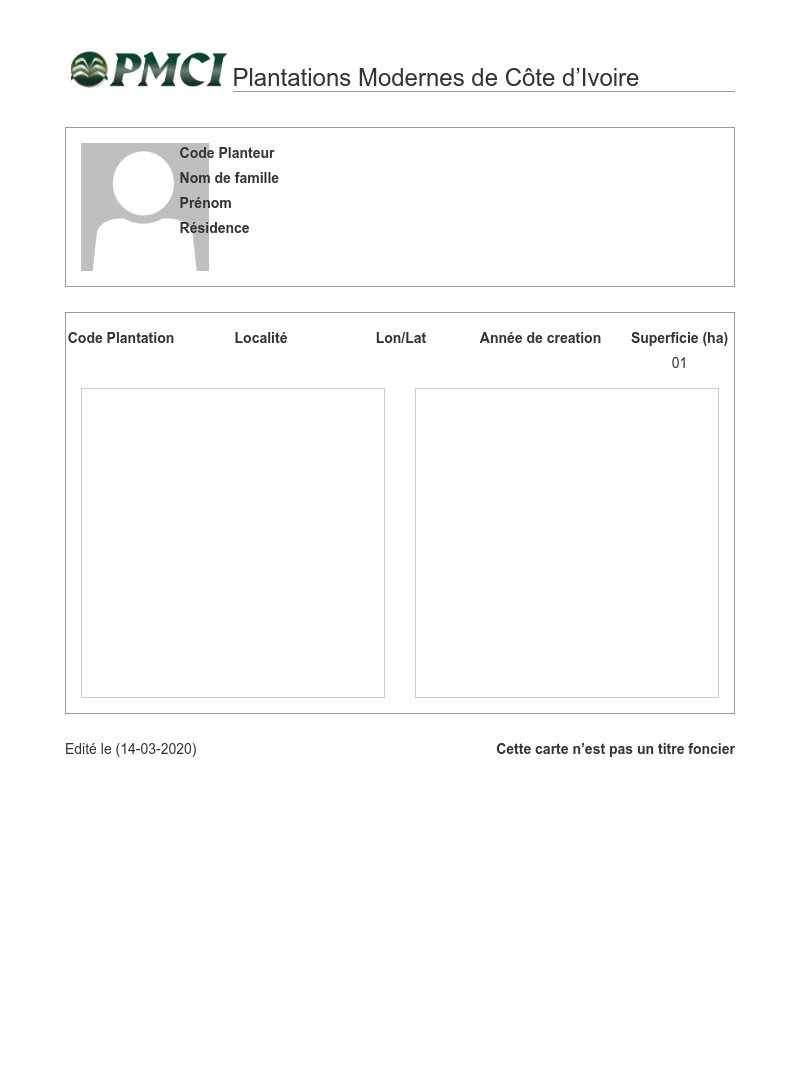 PMCI Plantations Modernes de Côte d’Ivoire
Code Planteur
Nom de famille
Prénom
Résidence
Code Plantation Localité Lon/Lat Année de creation Superficie (ha)
01
Edité le (14-03-2020) Cette carte n’est pas un titre foncier